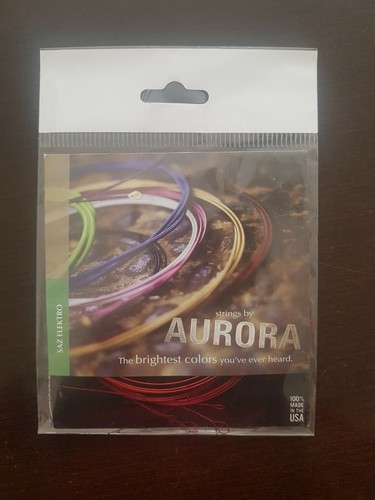 SAZ ELEKTRO
strings by
AURORA
The brightest colors you've ever heard.
100%
MADE
IN THE
USA